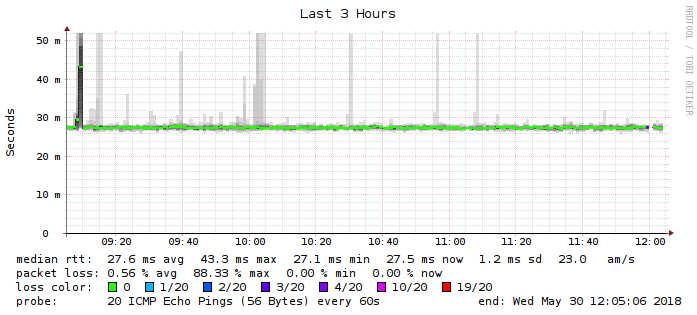 Last 3 Hours
RRDTOOL / TOBI OETIKER
Seconds
50 m
40 m
30 m
20 m
10 m
0
09:20 09:40 10:00 10:20 10:40 11:00 11:20 11:40 12:00
median rtt: 27.6 ms avg 43.3 ms max 27.1 ms min 27.5 ms now 1.2 ms sd 23.0 am/s
packet loss: 0.56 % avg 88.33 % max 0.00 % min 0.00 % now
loss color: 0 1/20 2/20 3/20 4/20 10/20 19/20
probe: 20 ICMP Echo Pings (56 Bytes) every 60s end: Wed May 30 12:05:06 2018